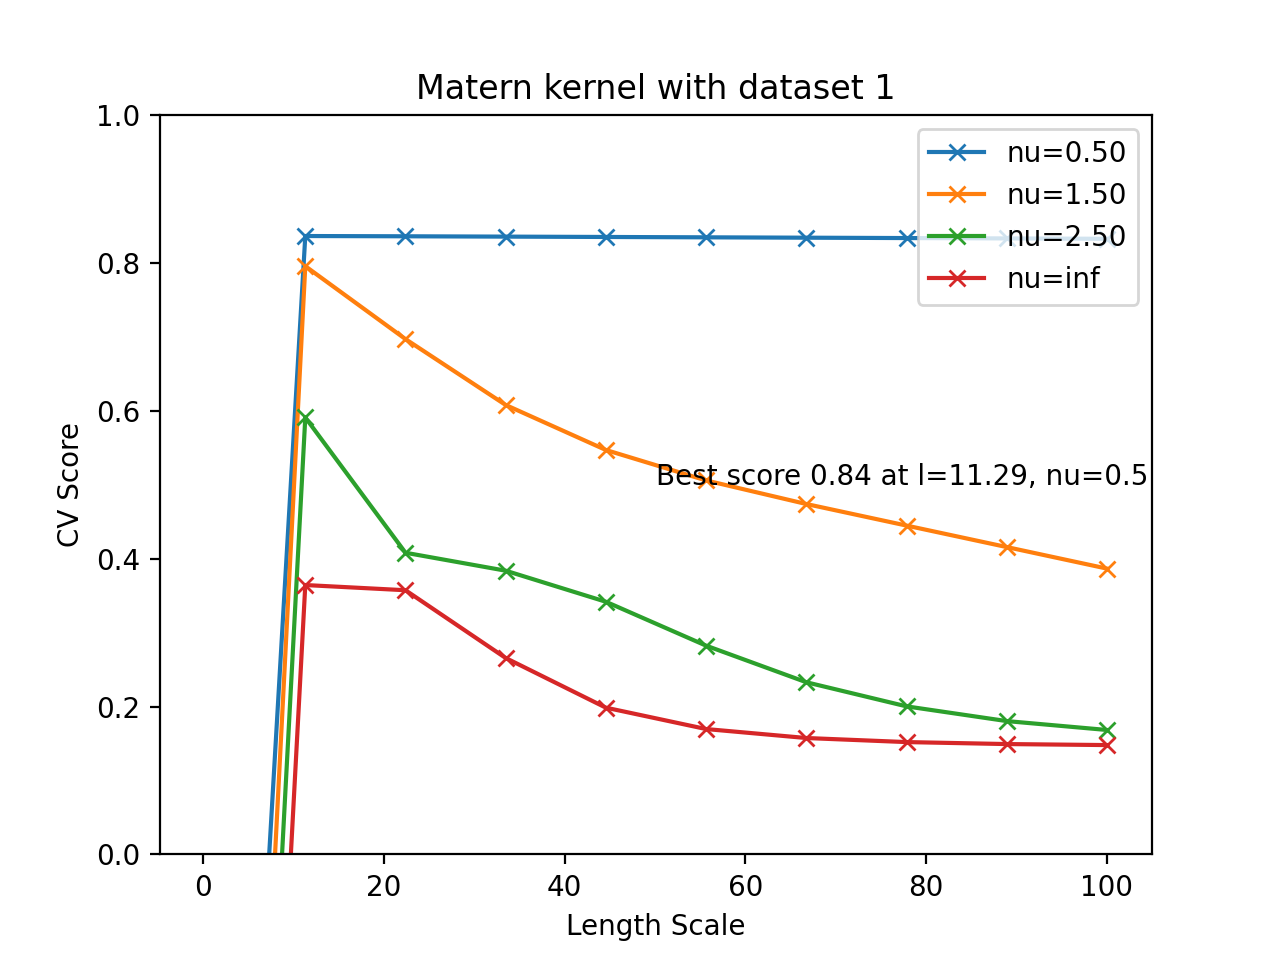 Matern kernel with dataset 1
1.0
0.8
0.6
0.4
0.2
0.0
CV Score
nu=0.50
nu=1.50
nu=2.50
nu=inf
Best score 0.84 at l=11.29, nu=0.5
0 20 40 60 80 100
Length Scale